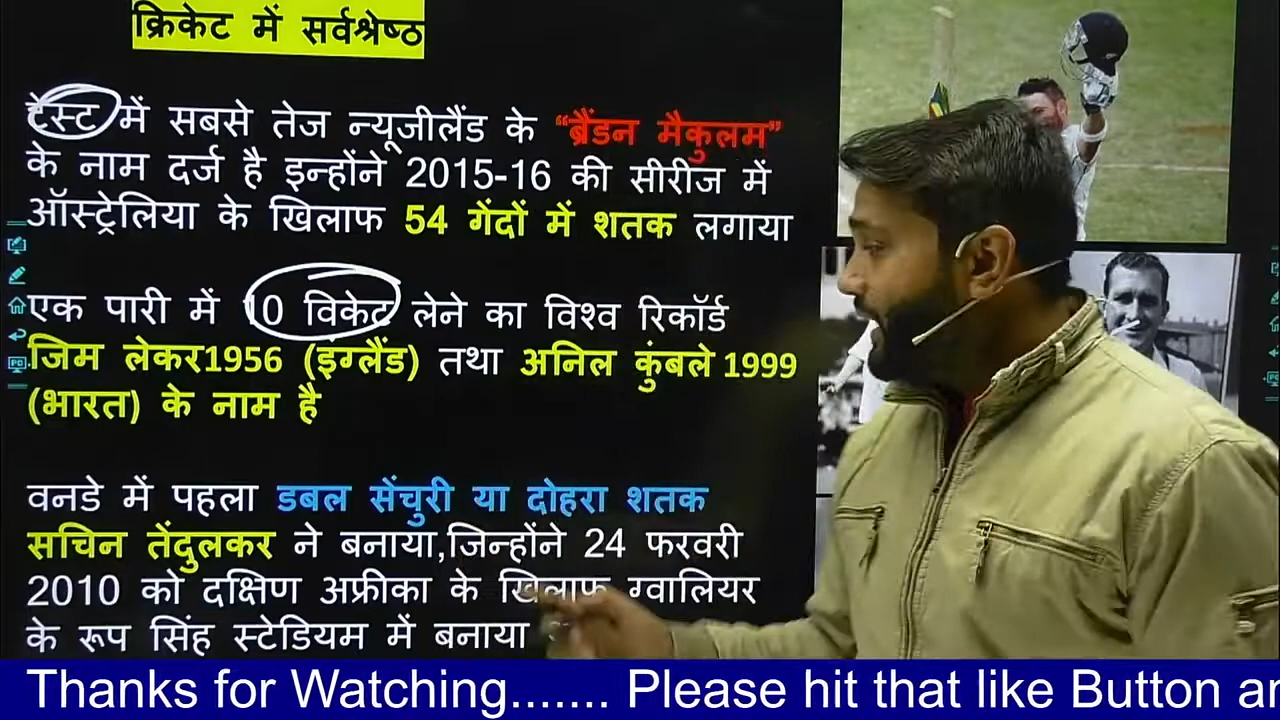 क्रिकेट में सर्वश्रेष्ठ
टेस्ट में सबसे तेज न्यूजीलैंड के “ब्रैंडन मैकुलम”
के नाम दर्ज है इन्होंने 2015-16 की सीरीज में
ऑस्ट्रेलिया के खिलाफ 54 गेंदों में शतक लगाया
एक पारी में 10 विकेट लेने का विश्व रिकॉर्ड
जिम लेकर1956 (इंग्लैंड) तथा अनिल कुंबले 1999
(भारत) के नाम है
वनडे में पहला डबल सेंचुरी या दोहरा शतक
सचिन तेंदुलकर ने बनाया,जिन्होंने 24 फरवरी
2010 को दक्षिण अफ्रीका के खिलाफ ग्वालियर
के रूप सिंह स्टेडियम में बनाया
Thanks for Watching....... Please hit that like Button